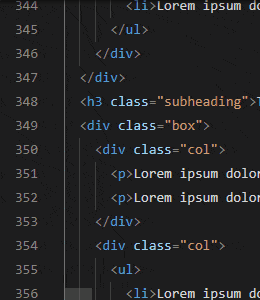 344 <li>Lorem ipsum do
345 </ul>
346 </div>
347 </div>
348 <h3 class="subheading">
349 <div class="box">
350 <div class="col">
351 <p>Lorem ipsum dolor
352 <p>Lorem ipsum dolor
353 </div>
354 <div class="col">
355 <ul>
356 <li>Lorem ipsum do